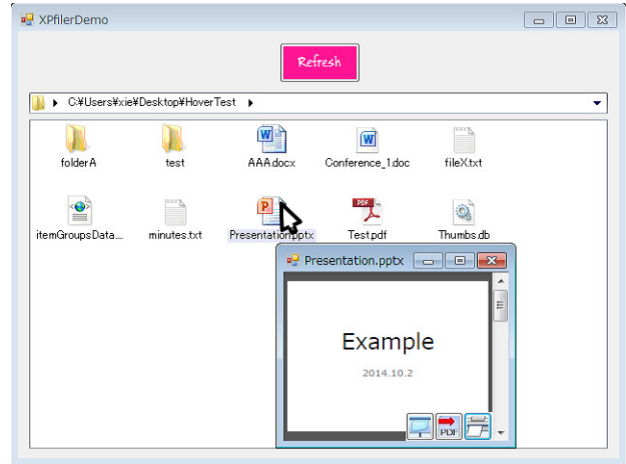 XPfilerDemo
Refresh
C:¥Users¥xie¥Desktop¥HoverTest
folderA test AAA.docx Conference_1.doc fileX.txt
PDF
itemGroupsData... minutes.txt Presentation.pptx Test.pdf Thumbs.db
Presentation.pptx
Example
2014.10.2
PDF